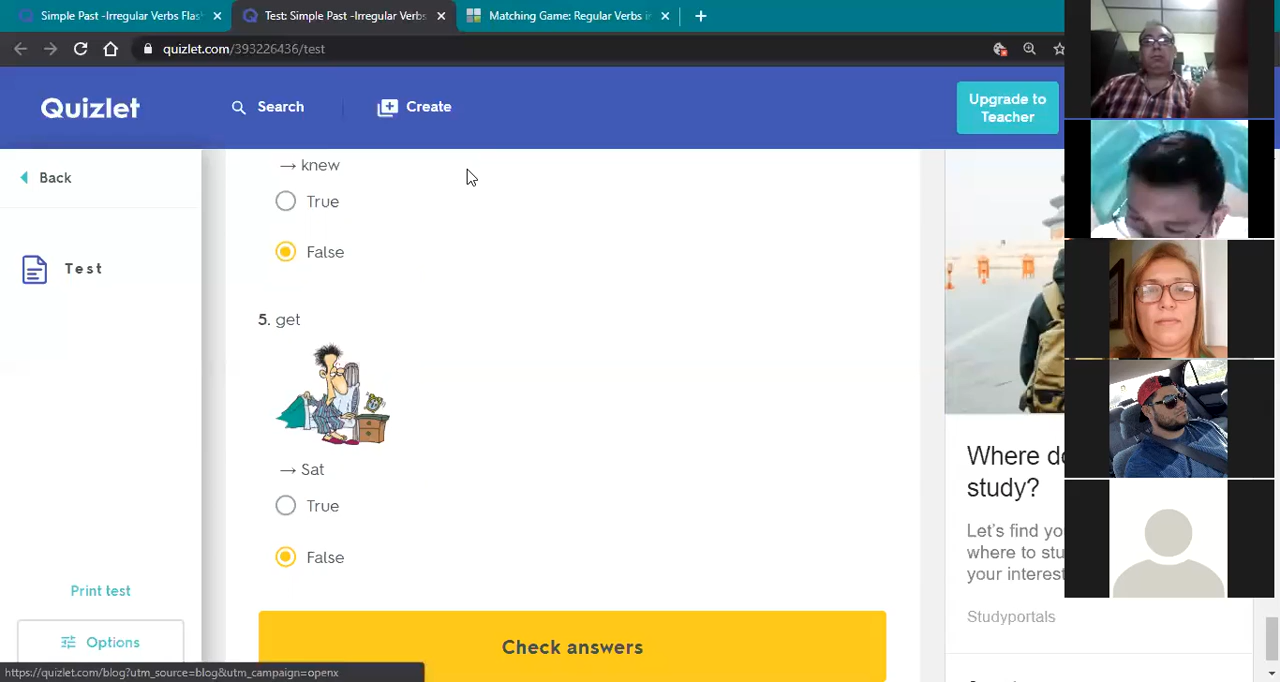 Simple Past -Irregular Verbs Flas
Test: Simple Past -Irregular Verbs
Matching Game: Regular Verbs i
quizlet.com/393226436/test
Quizlet
Search
Create
Upgrade to
Teacher
Back
Test
Print test
Options
→ knew
True
False
5. get
→ Sat
True
False
Check answers
Where d
study?
Let's find yo
where to stu
your interest
Studyportals
https://quizlet.com/blog?utm_source=blog&utm_campaign=openx